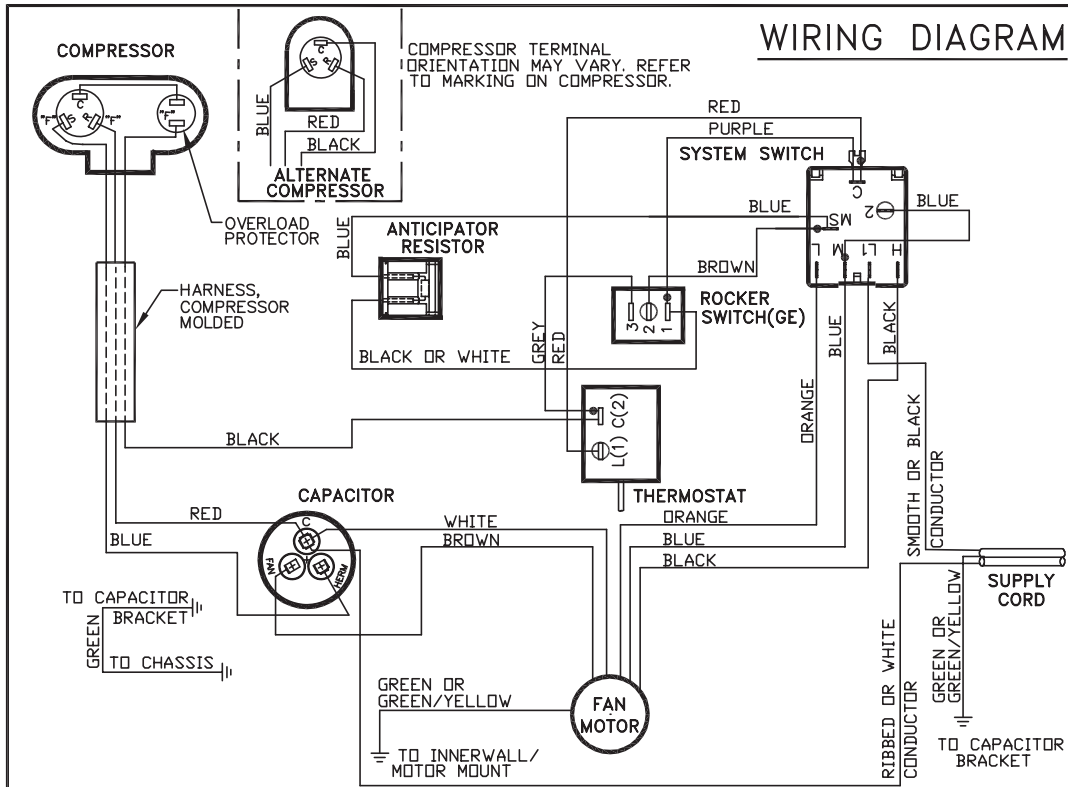 WIRING DIAGRAM
COMPRESSOR
C
"F"
S
R
"F"
"F"
C
S
R
BLUE
RED
BLACK
ALTERNATE
COMPRESSOR
COMPRESSOR TERMINAL
ORIENTATION MAY VARY. REFER
TO MARKING ON COMPRESSOR.
OVERLOAD
PROTECTOR
HARNESS,
COMPRESSOR
MOLDED
RED
PURPLE
SYSTEM SWITCH
C
BLUE
MS
2
BLUE
L
M
L1
H
BROWN
BLUE
ANTICIPATOR
RESISTOR
BLACK OR WHITE
3
2
1
ROCKER
SWITCH(GE)
GREY
RED
C(2)
L(1)
THERMOSTAT
ORANGE
BLUE
BLACK
BLACK
CAPACITOR
C
FAN
HERM
RED
BLUE
WHITE
BROWN
ORANGE
BLUE
BLACK
SMOOTH OR BLACK
CONDUCTOR
SUPPLY
CORD
TO CAPACITOR
BRACKET
GREEN
TO CHASSIS
GREEN OR
GREEN/YELLOW
TO INNERWALL/
MOTOR MOUNT
FAN
MOTOR
RIBBED OR WHITE
CONDUCTOR
GREEN OR
GREEN/YELLOW
TO CAPACITOR
BRACKET